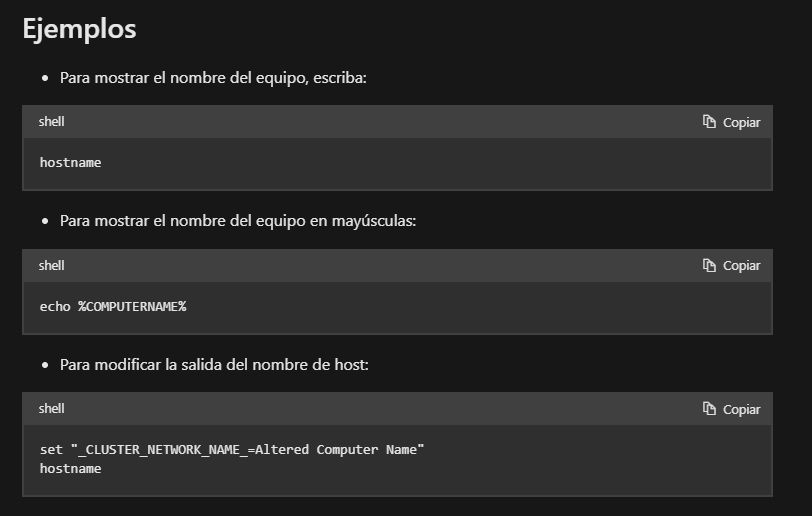 Ejemplos
• Para mostrar el nombre del equipo, escriba:
shell Copiar
hostname
• Para mostrar el nombre del equipo en mayúsculas:
shell Copiar
echo %COMPUTERNAME%
• Para modificar la salida del nombre de host:
shell Copiar
set "_CLUSTER_NETWORK_NAME_=Altered Computer Name"
hostname